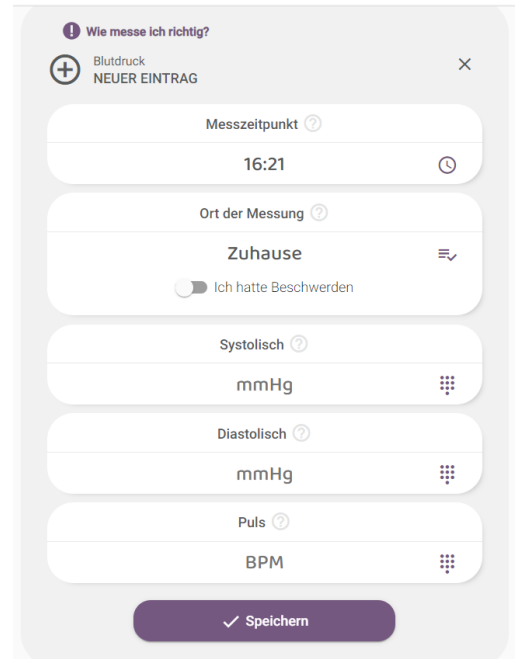 Wie messe ich richtig?
Blutdruck
NEUER EINTRAG
Messzeitpunkt
16:21
Ort der Messung
Zuhause
Ich hatte Beschwerden
Systolisch
mmHg
Diastolisch
mmHg
Puls
BPM
Speichern